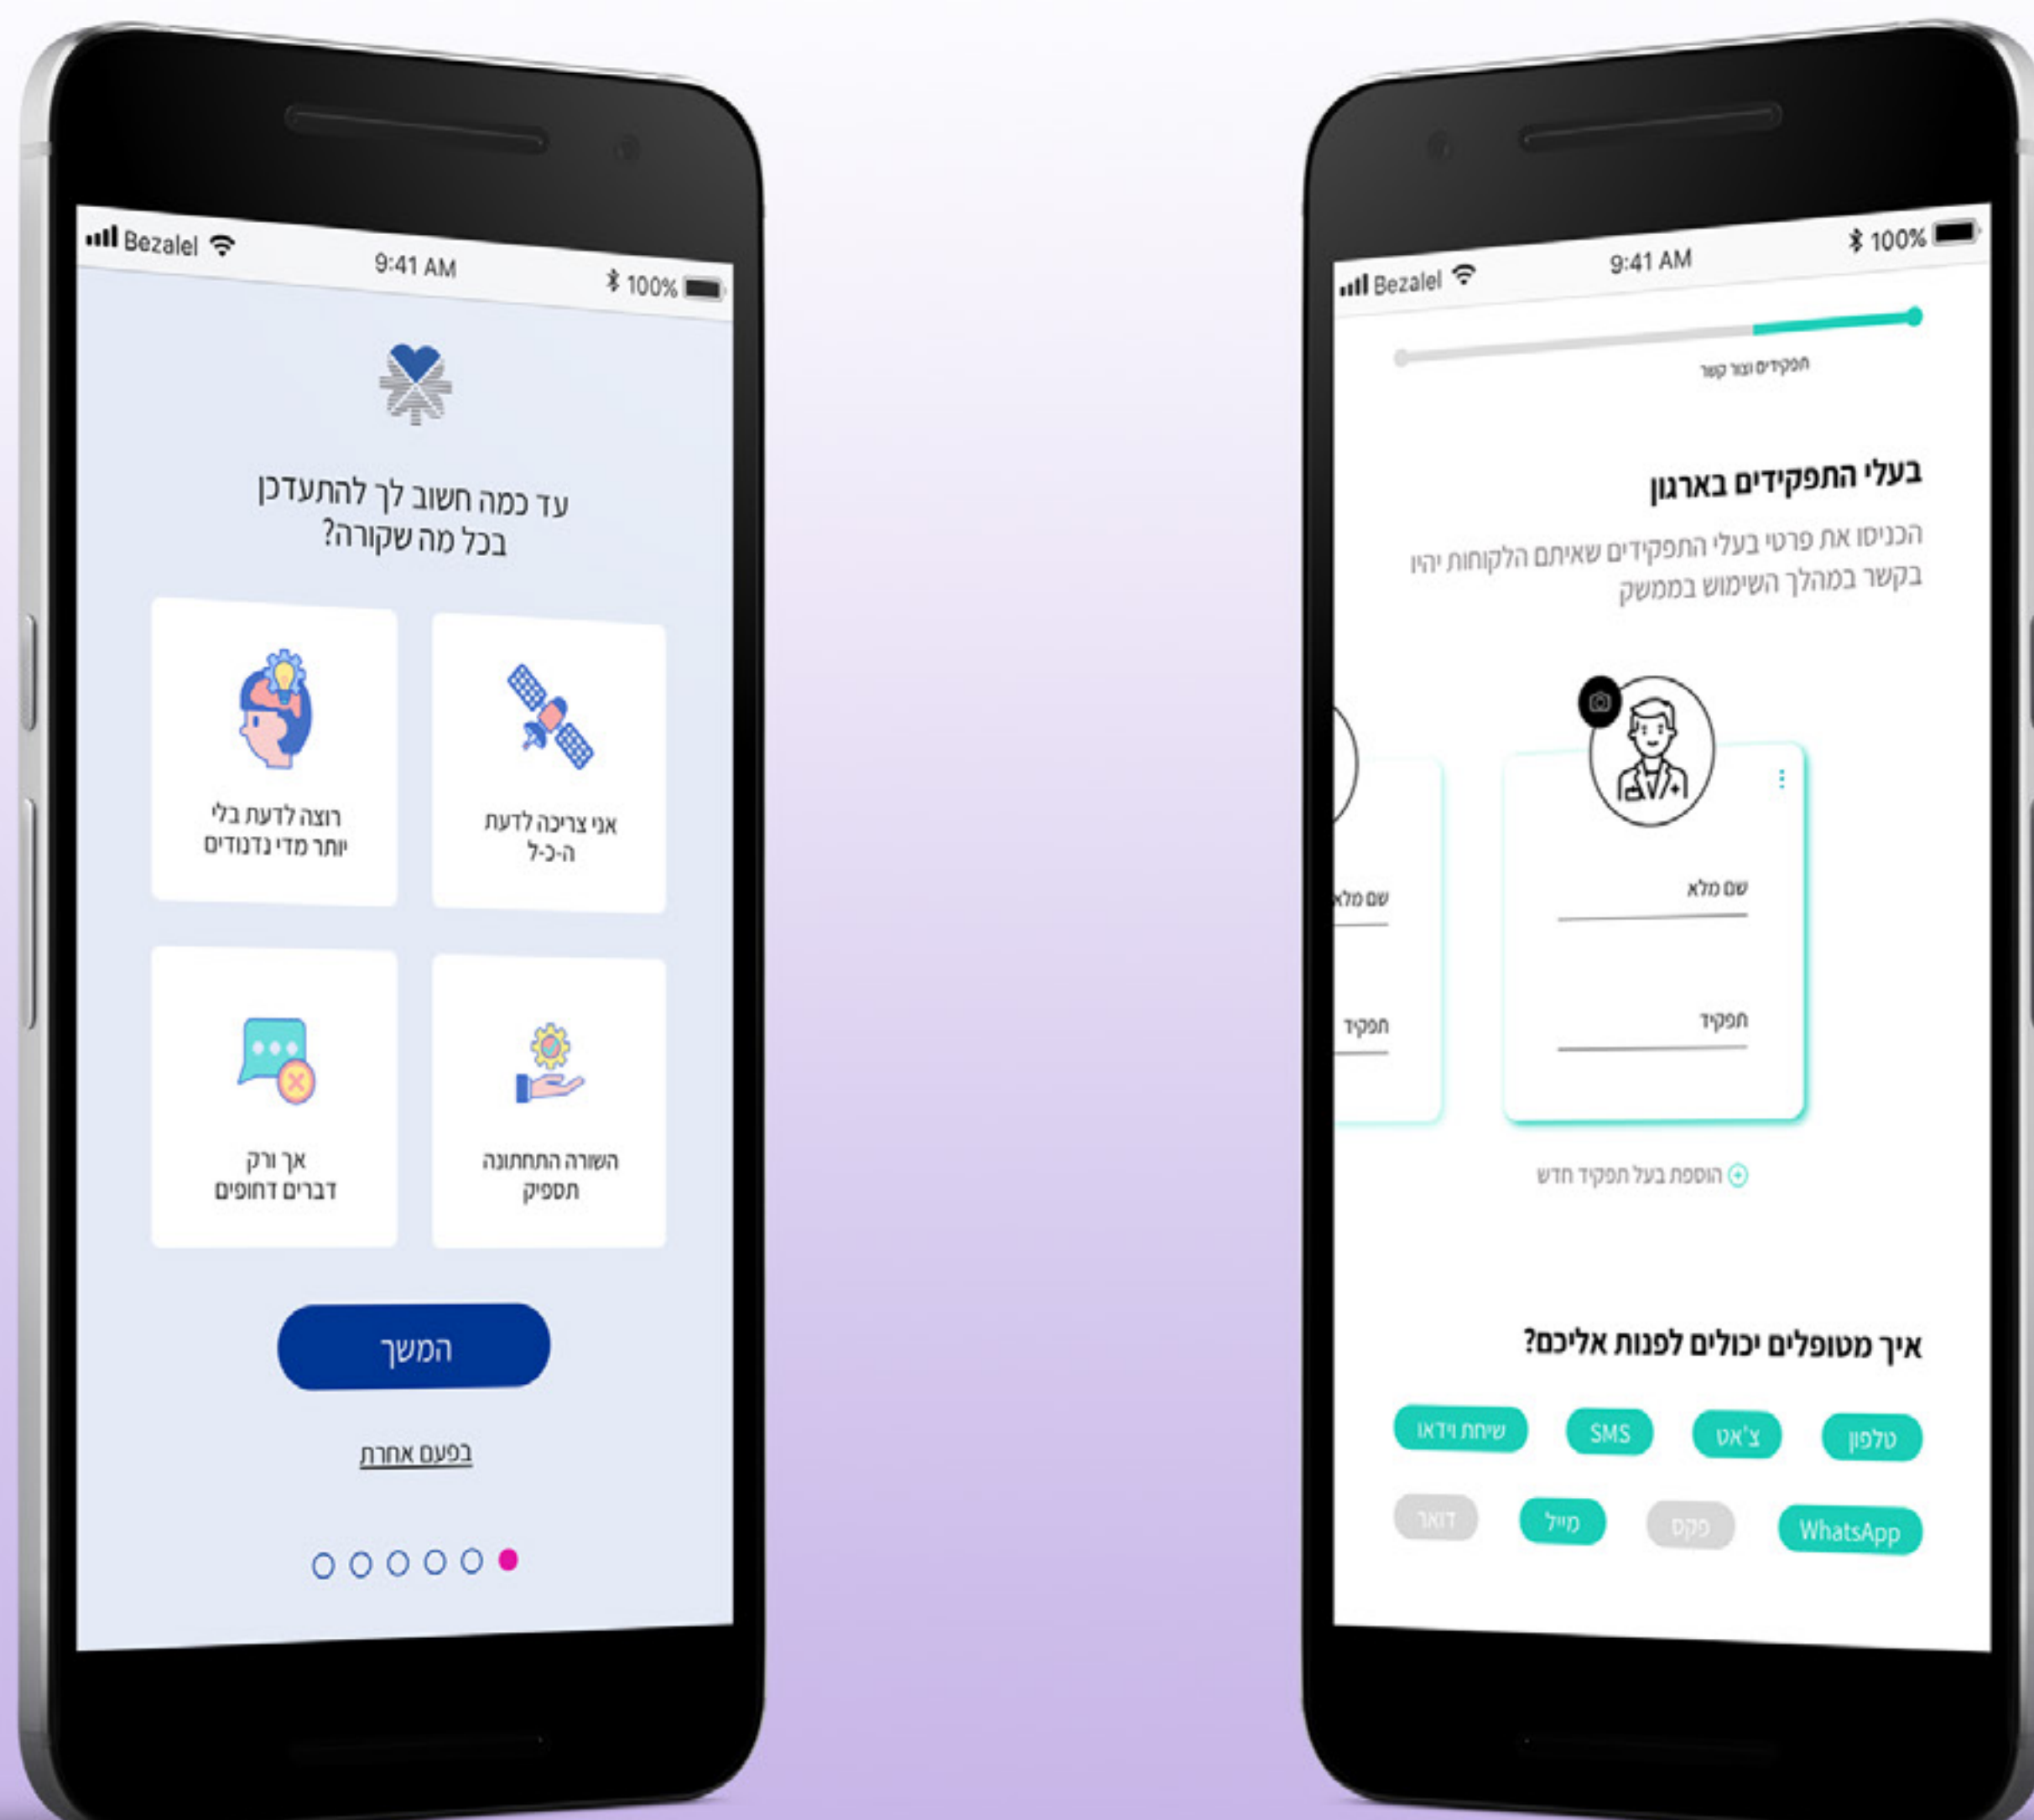 Bezalel
9:41 AM
100%
עד כמה חשוב לך להתעדכן
בכל מה שקורה?
אני צריכה לדעת
ה-כ-ל
רוצה לדעת בלי
יותר מדי נדנודים
השורה התחתונה
תספיק
אך ורק
דברים דחופים
המשך
בפעם אחרת
Bezalel
9:41 AM
100%
תפקידים וצור קשר
בעלי התפקידים בארגון
הכניסו את פרטי בעלי התפקידים שאיתם הלקוחות יהיו
בקשר במהלך השימוש בממשק
שם מלא
תפקיד
שם מלא
תפקיד
הוספת בעל תפקיד חדש
איך מטופלים יכולים לפנות אליכם?
טלפון
צ'אט
SMS
שיחת וידאו
WhatsApp
פקס
מייל
דואר